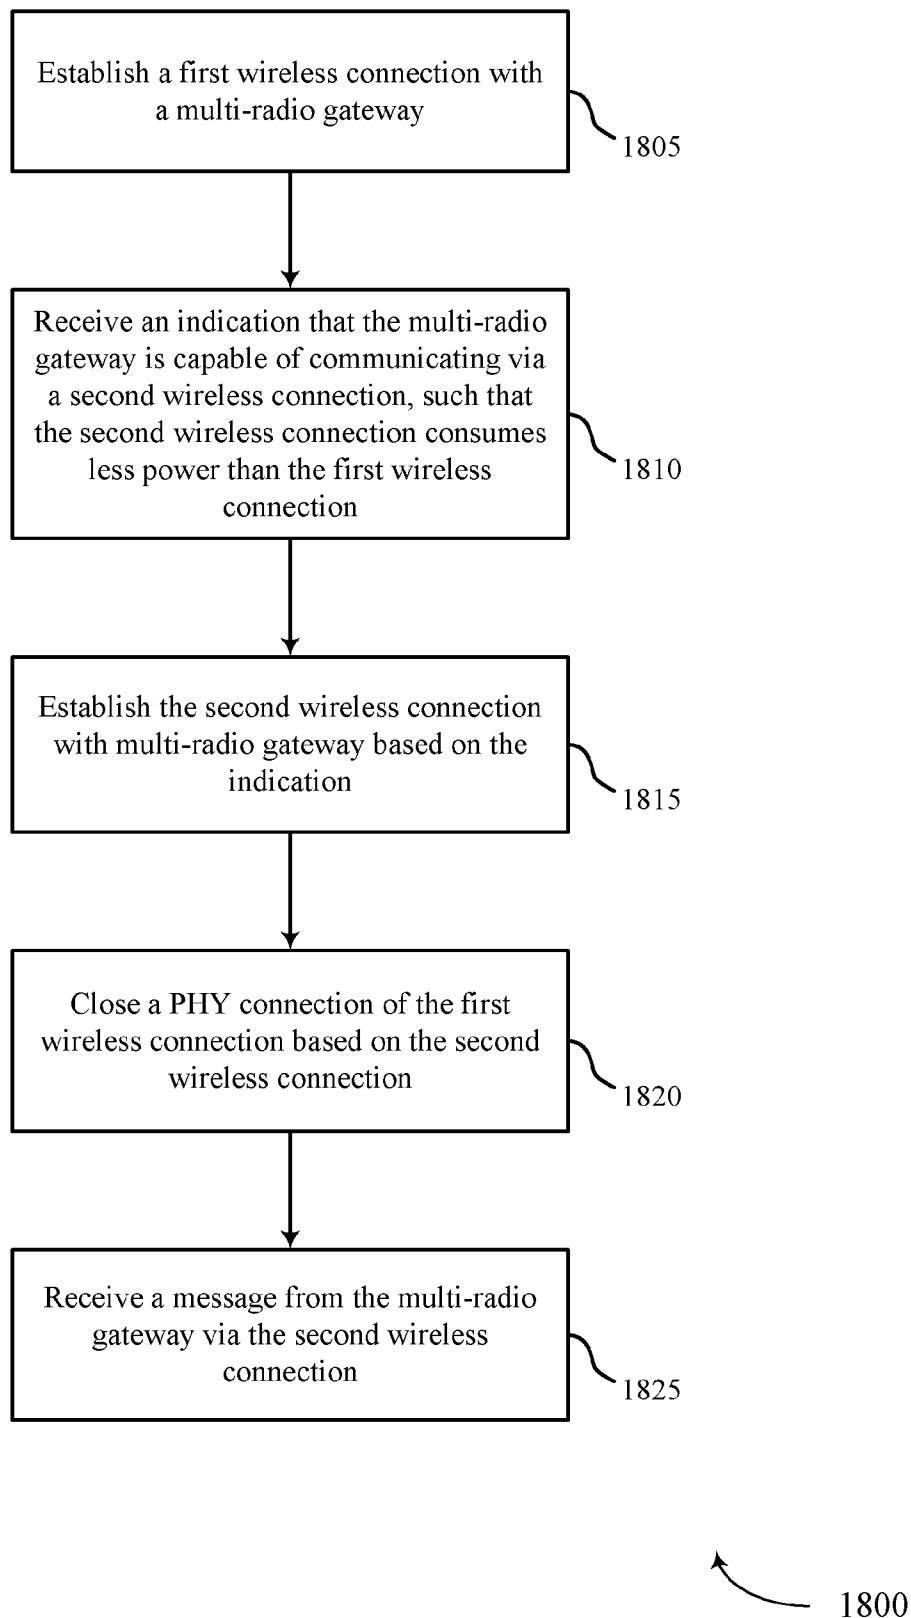 Establish a first wireless connection with
a multi-radio gateway
1805
Receive an indication that the multi-radio
gateway is capable of communicating via
a second wireless connection, such that
the second wireless connection consumes
less power than the first wireless
connection
1810
Establish the second wireless connection
with multi-radio gateway based on the
indication
1815
Close a PHY connection of the first
wireless connection based on the second
wireless connection
1820
Receive a message from the multi-radio
gateway via the second wireless
connection
1825
1800